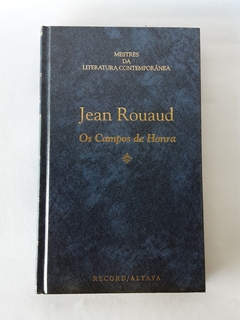 MESTRES
DA
LITERATURA CONTEMPORÂNEA
Jean Rouaud
Os Campos de Honra
RECORD/ALTAYA